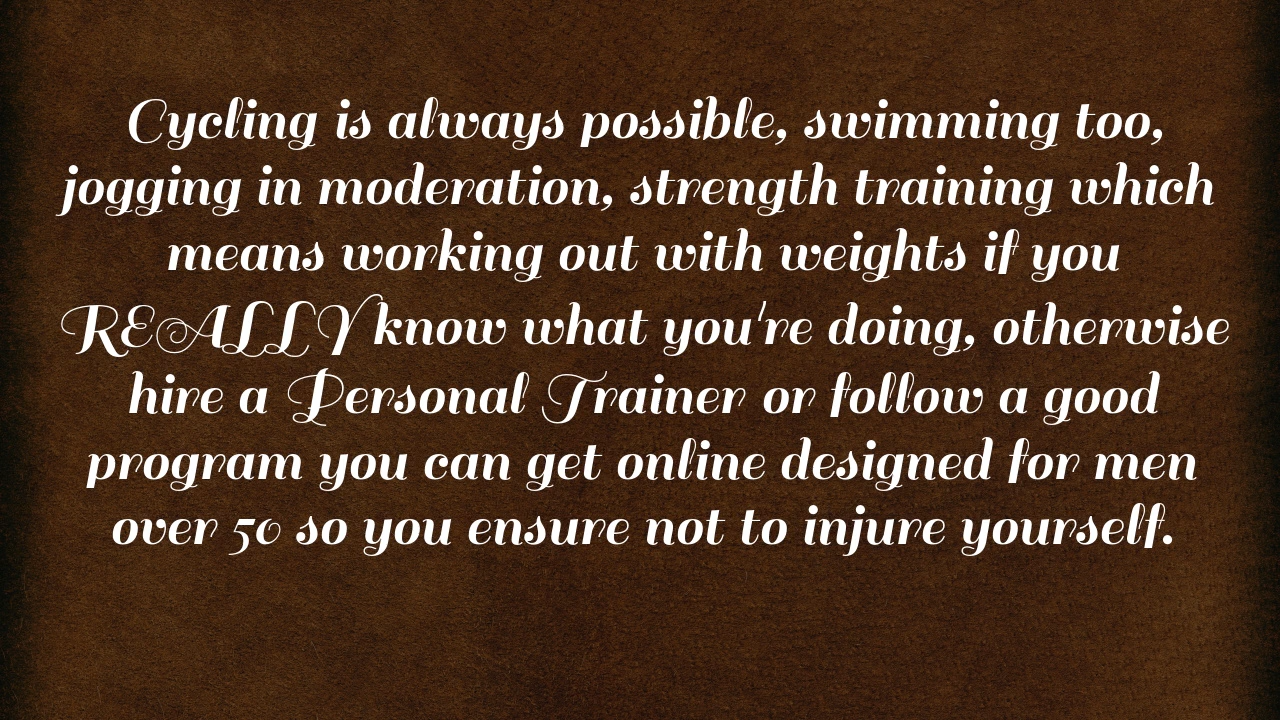 Cycling is always possible, swimming too,
jogging in moderation, strength training which
means working out with weights if you
REALLY know what you're doing, otherwise
hire a Personal Trainer or follow a good
program you can get online designed for men
over 50 so you ensure not to injure yourself.